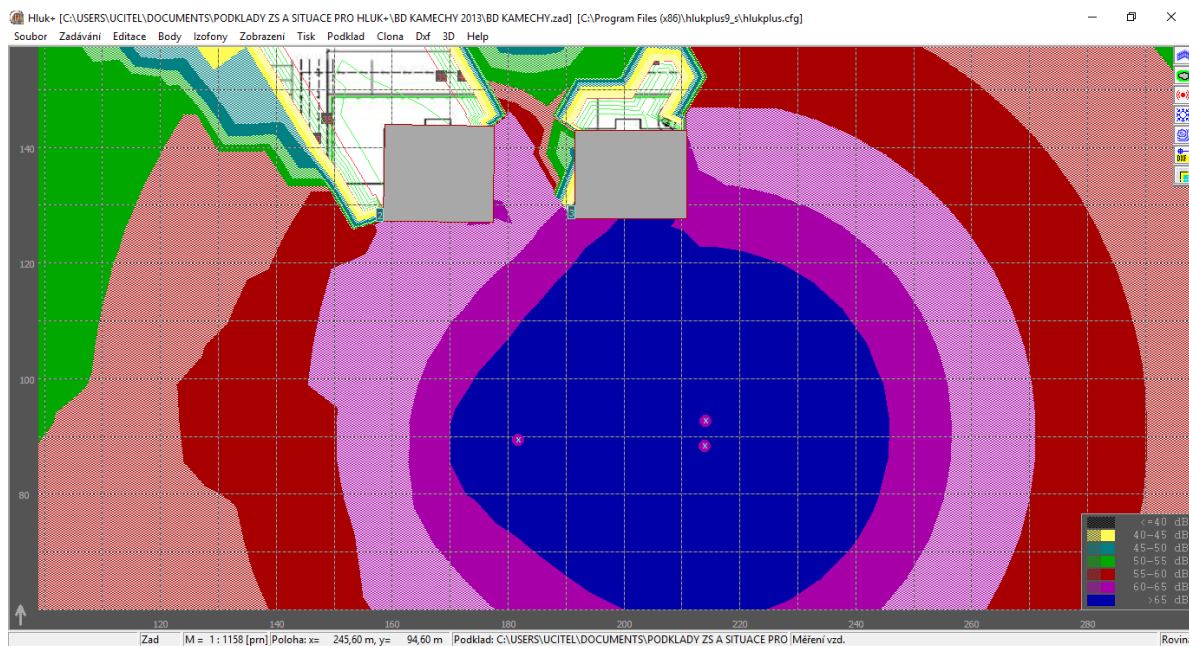 Hluk+ [C:\USERS\UCITEL\DOCUMENTS\PODKLADY ZS A SITUACE PRO HLUK+\BD KAMECHY 2013\BD KAMECHY.zad] [C:\Program Files (x86)\hlukplus9_s\hlukplus.cfg]
Soubor Zadávání Editace Body Izofony Zobrazení Tisk Podklad Clona Dxf 3D Help
DXF
140
2
120
100
x
x
x
80
<=40 dB
40-45 dB
45-50 dB
50-55 dB
55-60 dB
60-65 dB
>65 dB
120 140 160 180 200 220 240 260 280
Zad M = 1 : 1158 [prn] Poloha: x= 245,60 m, y= 94,60 m Podklad: C:\USERS\UCITEL\DOCUMENTS\PODKLADY ZS A SITUACE PRO Měření vzd. Rovina